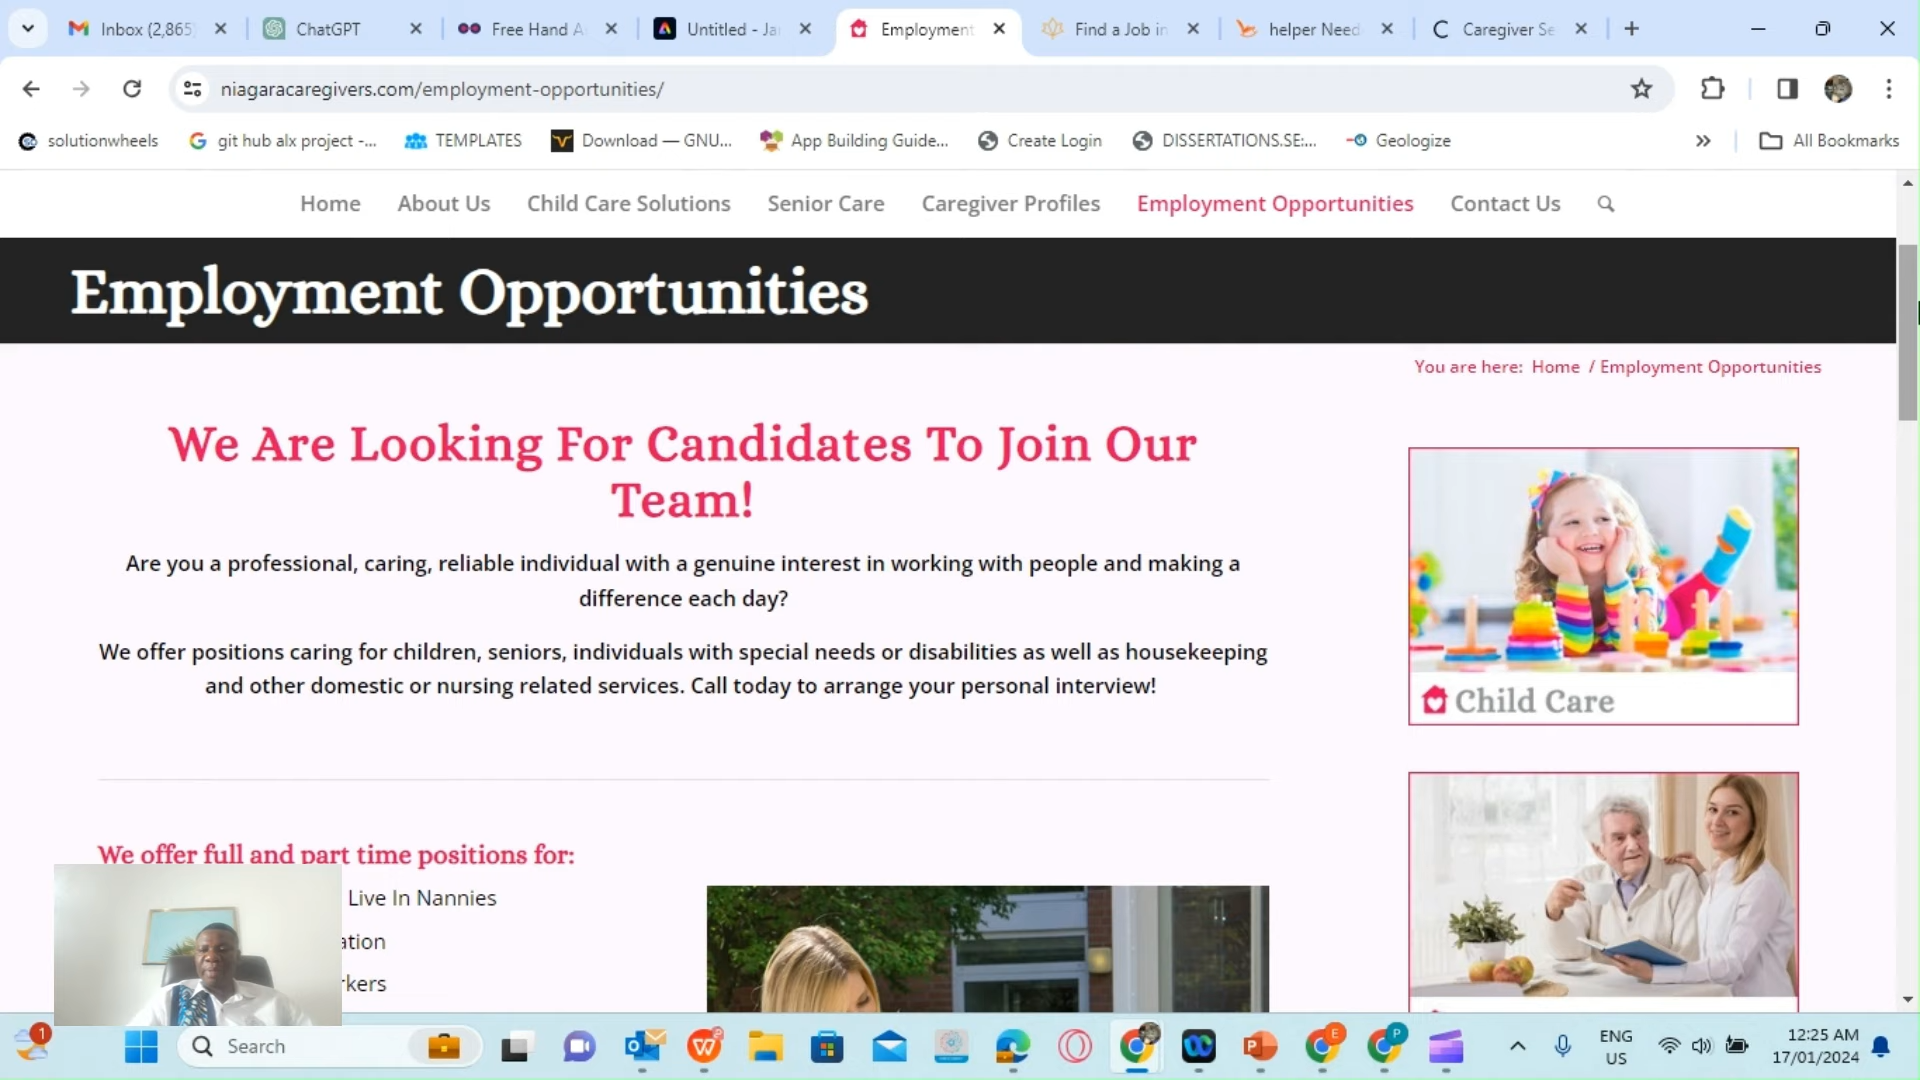 Inbox (2,865
ChatGPT
Free Hand A
Untitled - Ja
Employment
Find a Job in
helper Need
Caregiver Se
niagaracaregivers.com/employment-opportunities/
solutionwheels
git hub alx project -...
TEMPLATES
Download — GNU...
App Building Guide...
Create Login
DISSERTATIONS.SE:...
Geologize
All Bookmarks
Home
About Us
Child Care Solutions
Senior Care
Caregiver Profiles
Employment Opportunities
Contact Us
Employment Opportunities
You are here: Home / Employment Opportunities
We Are Looking For Candidates To Join Our
Team!
Are you a professional, caring, reliable individual with a genuine interest in working with people and making a
difference each day?
We offer positions caring for children, seniors, individuals with special needs or disabilities as well as housekeeping
and other domestic or nursing related services. Call today to arrange your personal interview!
Child Care
We offer full and part time positions for:
Live In Nannies
ation
kers
1
Search
ENG
US
12:25 AM
17/01/2024